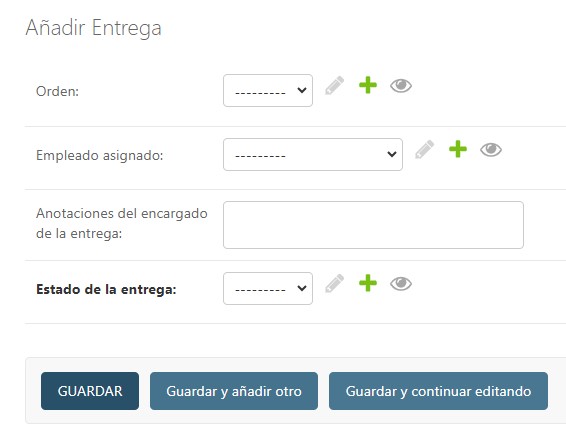 Añadir Entrega
Orden: ---------
Empleado asignado: ---------
Anotaciones del encargado
de la entrega:
Estado de la entrega: ---------
GUARDAR Guardar y añadir otro Guardar y continuar editando